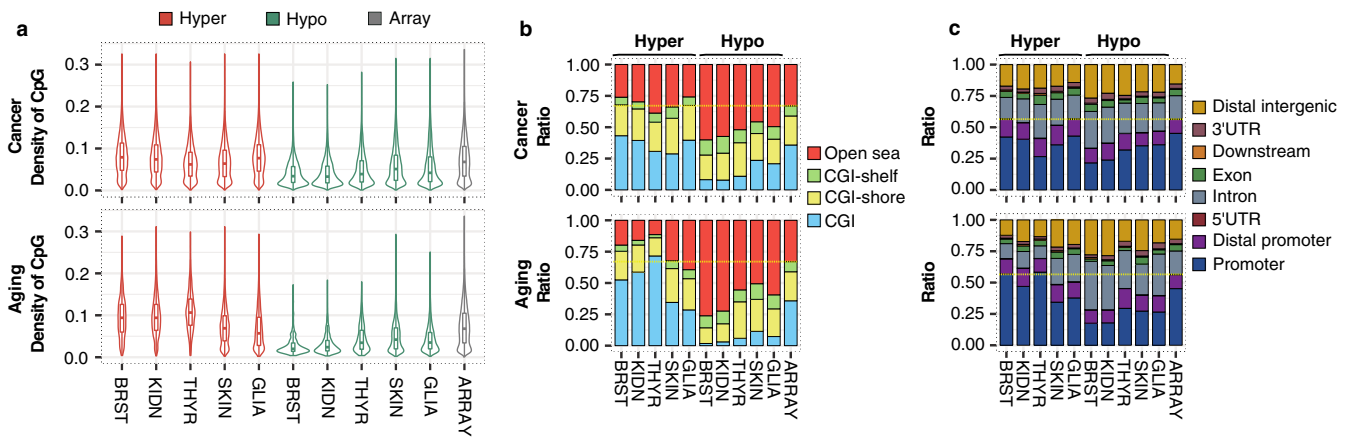 a
Hyper
Hypo
Array
Cancer
Density of CpG
0.3
0.2
0.1
0.0
Aging
Density of CpG
0.3
0.2
0.1
0.0
BRST
KIDN
THYR
SKIN
GLIA
BRST
KIDN
THYR
SKIN
GLIA
ARRAY
b
Hyper
Hypo
Cancer
Ratio
1.00
0.75
0.50
0.25
0.00
Aging
Ratio
1.00
0.75
0.50
0.25
0.00
BRST
KIDN
THYR
SKIN
GLIA
BRST
KIDN
THYR
SKIN
GLIA
ARRAY
Open sea
CGI-shelf
CGI-shore
CGI
c
Hyper
Hypo
Ratio
1.00
0.75
0.50
0.25
0.00
Ratio
1.00
0.75
0.50
0.25
0.00
BRST
KIDN
THYR
SKIN
GLIA
BRST
KIDN
THYR
SKIN
GLIA
ARRAY
Distal intergenic
3'UTR
Downstream
Exon
Intron
5'UTR
Distal promoter
Promoter